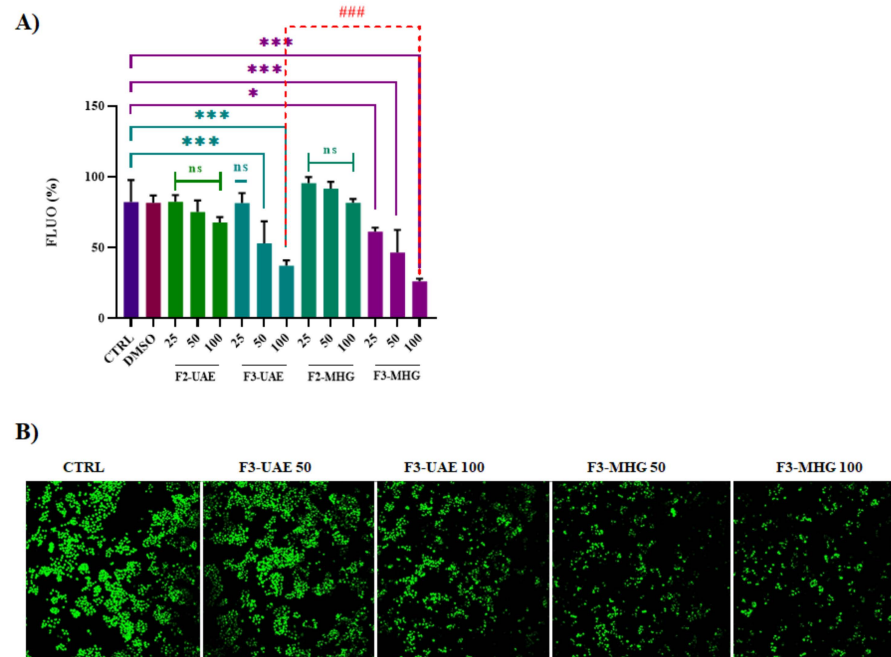 A)
###
***
***
*
***
***
ns
ns
ns
FLUO (%)
150
100
50
0
CTRL
DMSO
25
50
100
25
50
100
25
50
100
25
50
100
F2-UAE
F3-UAE
F2-MHG
F3-MHG
B)
CTRL
F3-UAE 50
F3-UAE 100
F3-MHG 50
F3-MHG 100